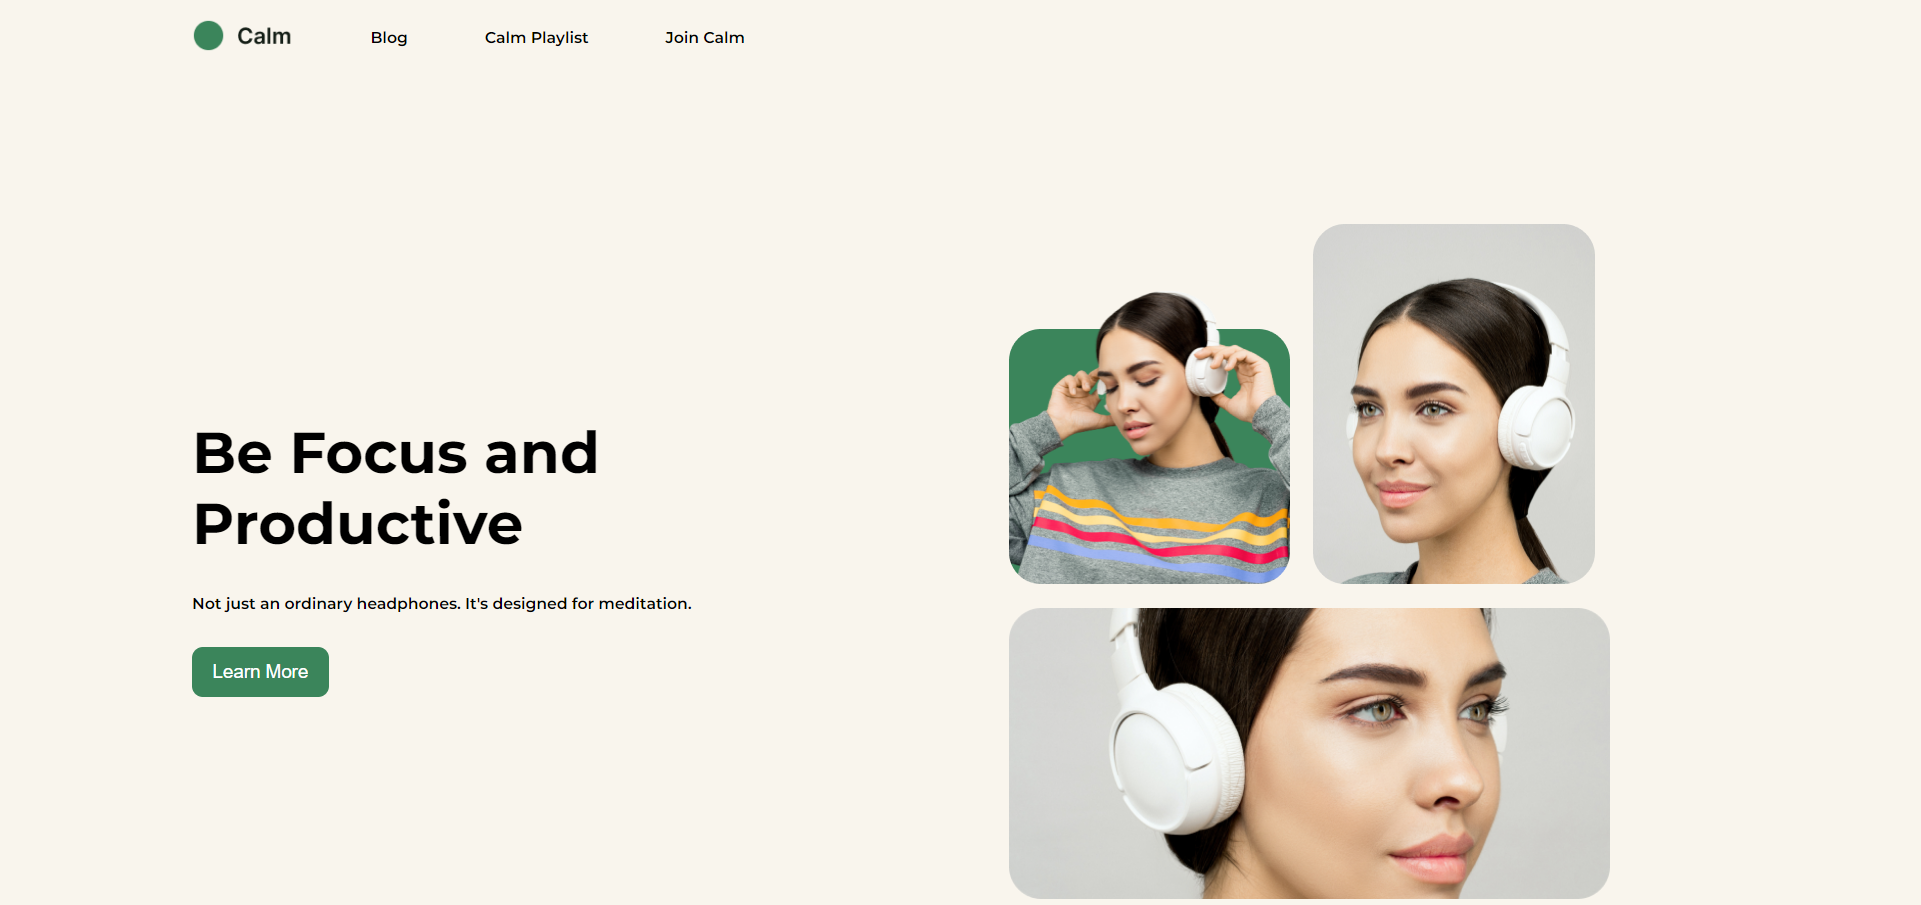 Calm
Blog
Calm Playlist
Join Calm
Be Focus and
Productive
Not just an ordinary headphones. It's designed for meditation.
Learn More